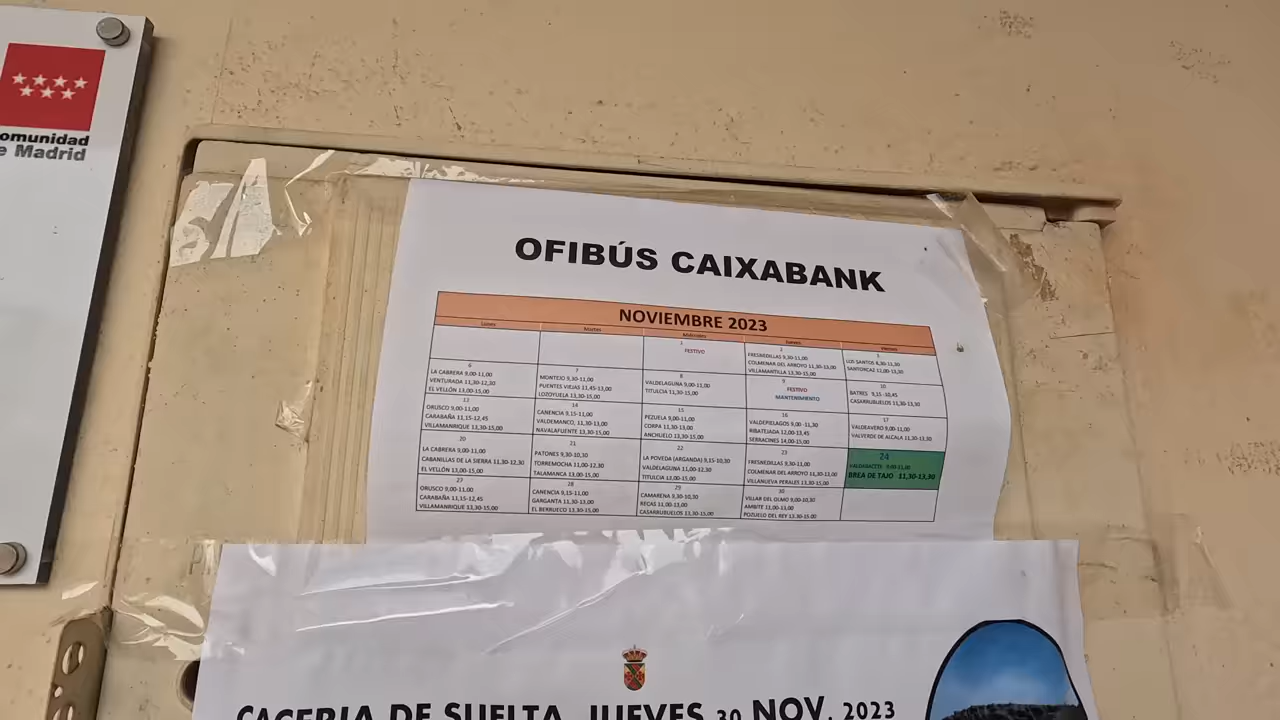 omunidad
e Madrid
OFIBÚS CAIXABANK
NOVIEMBRE 2023
Lunes Martes Miércoles Jueves Viernes
1
FESTIVO
2
FRESNEDILLAS 9,30-11,00
COLMENAR DEL ARROYO 11,30-13,00
VILLAMANTILLA 13,30-15,00
3
LOS SANTOS 8,30-11,30
SANTORCAZ 11,00-13,30
6
LA CABRERA 9,00-11,00
VENTURADA 11,30-12,30
EL VELLÓN 13,00-15,00
7
MONTEJO 9,30-11,00
PUENTES VIEJAS 11,45-13,00
LOZOYUELA 13,30-15,00
8
VALDELAGUNA 9,00-11,00
TITULCIA 11,30-15,00
9
FESTIVO
MANTENIMIENTO
10
BATRES 9,15-10,45
CASARRUBUELOS 11,30-13,30
13
ORUSCO 9,00-11,00
CARABAÑA 11,15-12,45
VILLAMANRIQUE 13,30-15,00
14
CANENCIA 9,15-11,00
VALDEMANCO, 11,30-13,00
NAVALAFUENTE 13,30-15,00
15
PEZUELA 9,00-11,00
CORPA 11,30-13,00
ANCHUELO 13,30-15,00
16
VALDEPIELAGOS 9,00-11,30
RIBATEJADA 12,00-13,45
SERRACINES 14,00-15,00
17
VALDEAVERO 9,00-11,00
VALVERDE DE ALCALA 11,30-13,30
20
LA CABRERA 9,00-11,00
CABANILLAS DE LA SIERRA 11,30-12,30
EL VELLÓN 13,00-15,00
21
PATONES 9,30-10,30
TORREMOCHA 11,00-12,30
TALAMANCA 13,00-15,00
22
LA POVEDA (ARGANDA) 9,15-10,30
VALDELAGUNA 11,00-12,30
TITULCIA 13,00-15,00
23
FRESNEDILLAS 9,30-11,00
COLMENAR DEL ARROYO 11,30-13,00
VILLANUEVA PERALES 13,30-15,00
24
VALDARACETE 9,00-11,00
BREA DE TAJO 11,30-13,30
27
ORUSCO 9,00-11,00
CARABAÑA 11,15-12,45
VILLAMANRIQUE 13,30-15,00
28
CANENCIA 9,15-11,00
GARGANTA 11,30-13,00
EL BERRUECO 13,30-15,00
29
CAMARENA 9,30-10,30
REÇAS 11,00-13,00
CASARRUBUELOS 13,30-15,00
30
VILLAR DEL OLMO 9,00-10,30
AMBITE 11,00-13,00
POZUELO DEL REY 13,30-15,00
CACERIA DE SUELTA, JUEVES 30 NOV. 2023